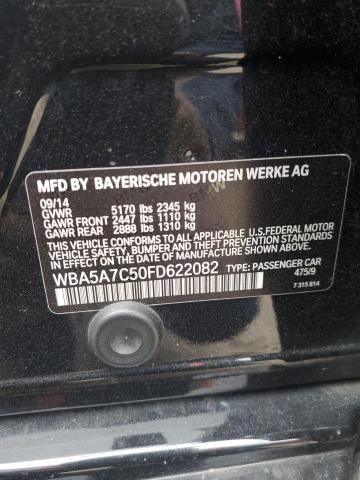 MFD BY BAYERISCHE MOTOREN WERKE AG
09/14
GVWR 5170 lbs 2345 kg
GAWR FRONT 2447 lbs 1110 kg
GAWR REAR 2888 lbs 1310 kg
THIS VEHICLE CONFORMS TO ALL APPLICABLE U.S.FEDERAL MOTOR
VEHICLE SAFETY, BUMPER, AND THEFT PREVENTION STANDARDS
IN EFFECT ON THE DATE OF MANUFACTURE SHOWN ABOVE.
WBA5A7C50FD622082 TYPE: PASSENGER CAR
475/9
7 315 814